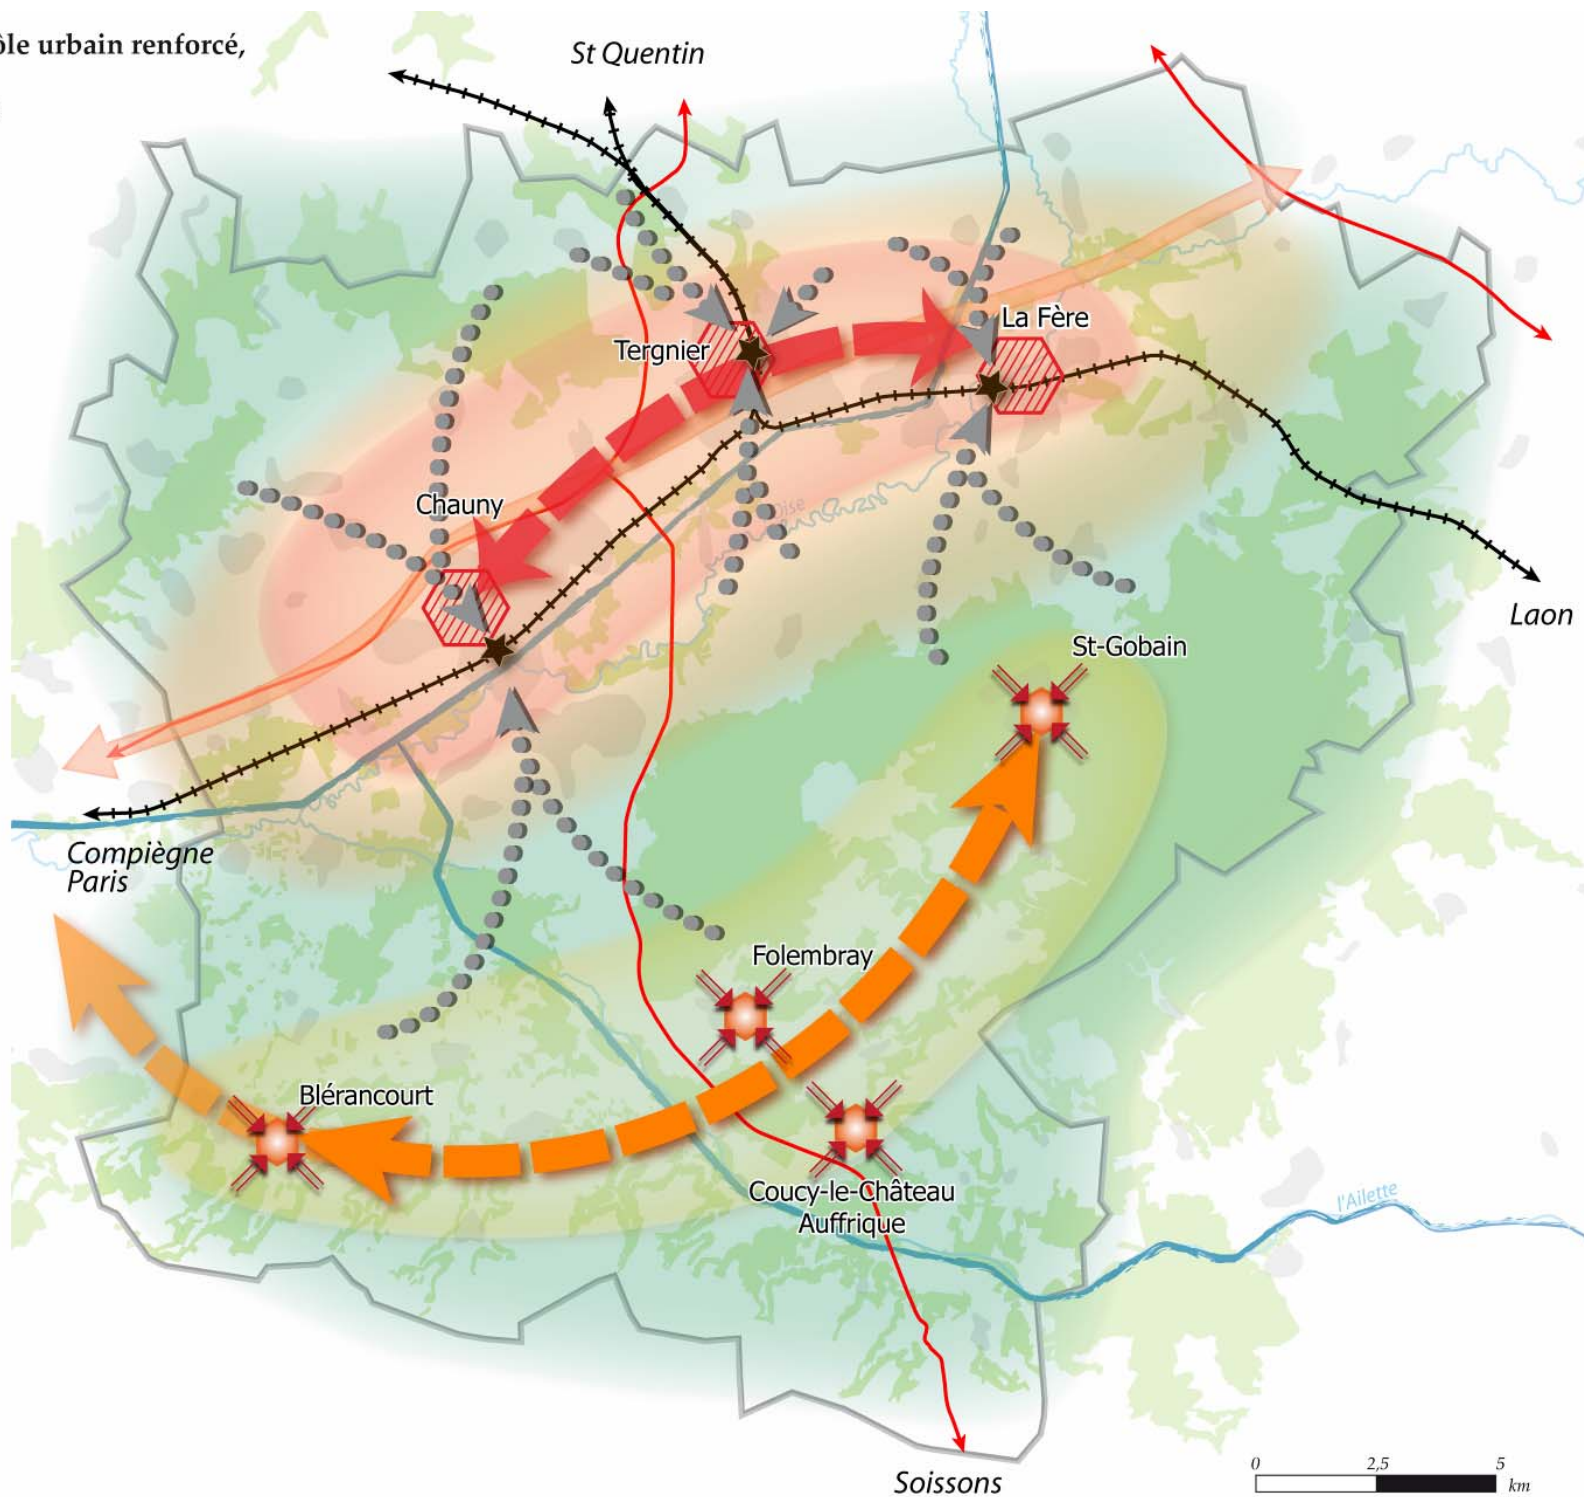 ôle urbain renforcé,
St Quentin
La Fère
Tergnier
Chauny
Oise
Laon
St-Gobain
Compiègne
Paris
Folembray
Blérancourt
Coucy-le-Château
Auffrique
l'Ailette
Soissons
0 2,5 5
km